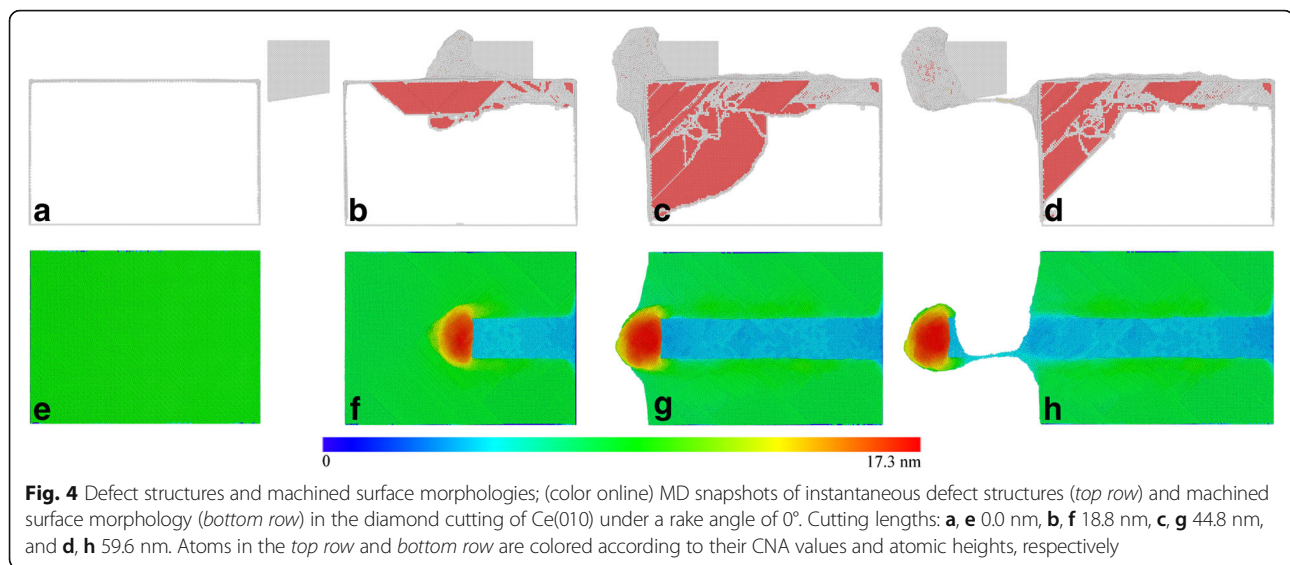 a
b
c
d
e
f
g
h
0
17.3 nm
Fig. 4 Defect structures and machined surface morphologies; (color online) MD snapshots of instantaneous defect structures (top row) and machined
surface morphology (bottom row) in the diamond cutting of Ce(010) under a rake angle of 0°. Cutting lengths: a, e 0.0 nm, b, f 18.8 nm, c, g 44.8 nm,
and d, h 59.6 nm. Atoms in the top row and bottom row are colored according to their CNA values and atomic heights, respectively